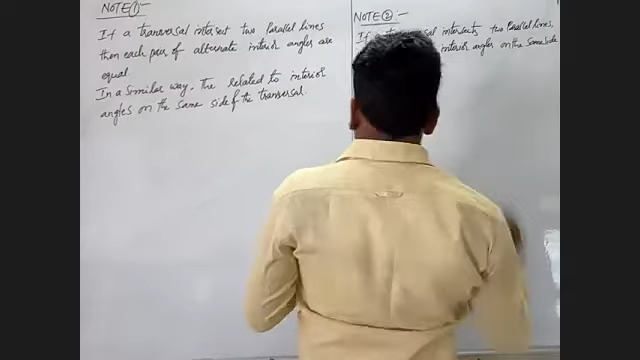 NOTE ① :-
If a transversal intersect two Parallel lines
then each pair of alternate interior angles are
equal
In a similar way, The related to interior
angles on the same side of the transversal.
NOTE ② :-
If intersects two Parallel lines,
interior angles on the same side